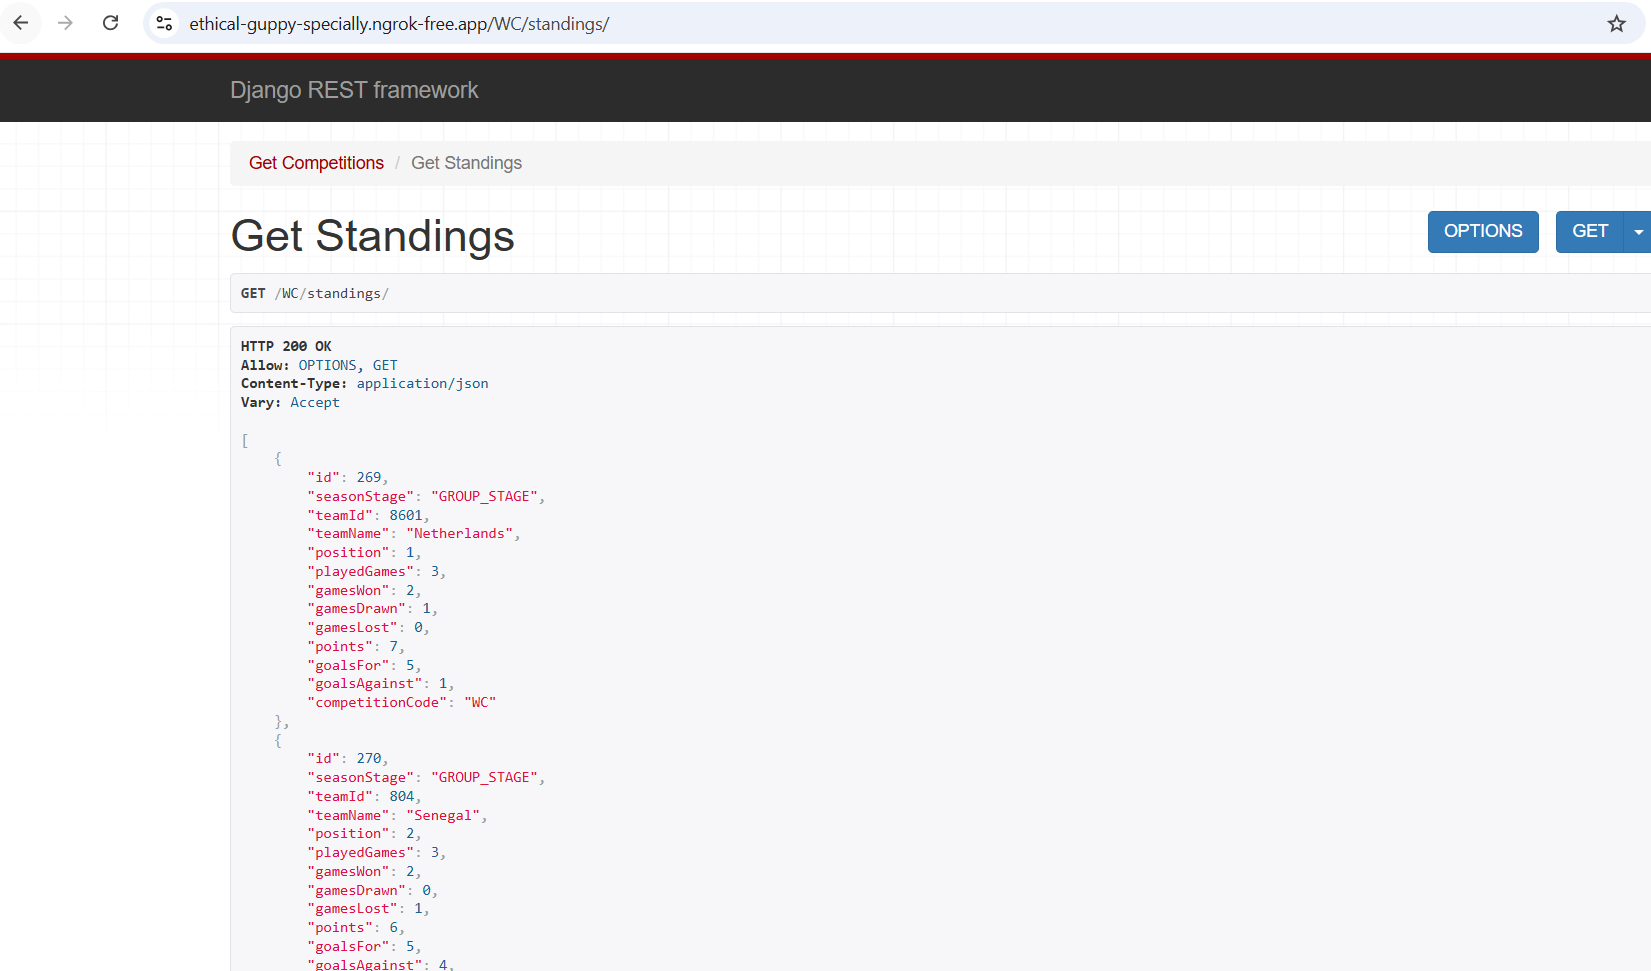 ethical-guppy-specially.ngrok-free.app/WC/standings/
Django REST framework
Get Competitions / Get Standings
Get Standings
OPTIONS GET
GET /WC/standings/
HTTP 200 OK
Allow: OPTIONS, GET
Content-Type: application/json
Vary: Accept
[
{
"id": 269,
"seasonStage": "GROUP_STAGE",
"teamId": 8601,
"teamName": "Netherlands",
"position": 1,
"playedGames": 3,
"gamesWon": 2,
"gamesDrawn": 1,
"gamesLost": 0,
"points": 7,
"goalsFor": 5,
"goalsAgainst": 1,
"competitionCode": "WC"
},
{
"id": 270,
"seasonStage": "GROUP_STAGE",
"teamId": 804,
"teamName": "Senegal",
"position": 2,
"playedGames": 3,
"gamesWon": 2,
"gamesDrawn": 0,
"gamesLost": 1,
"points": 6,
"goalsFor": 5,
"goalsAgainst": 4,